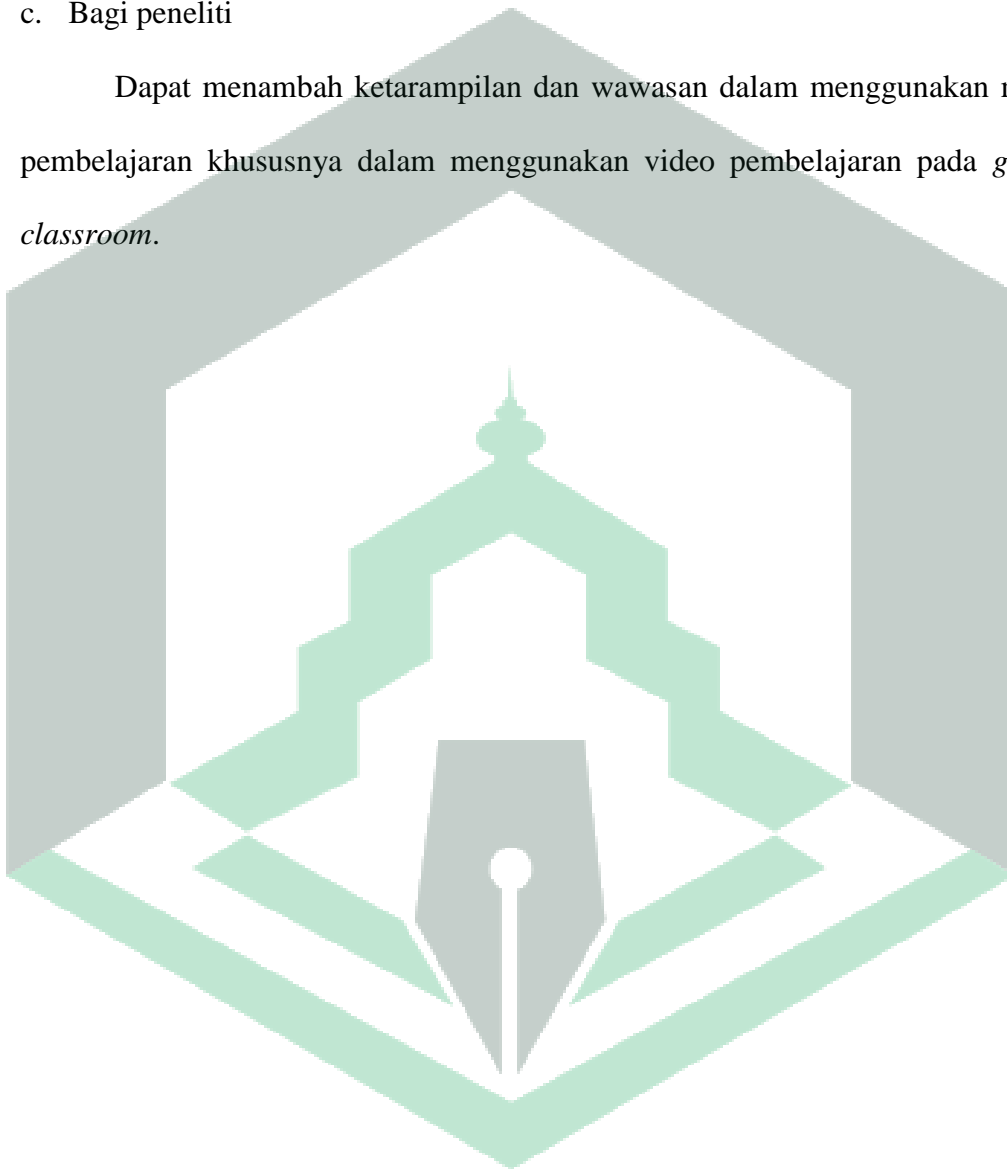 c. Bagi peneliti
Dapat menambah ketarampilan dan wawasan dalam menggunakan
pembelajaran khususnya dalam menggunakan video pembelajaran pada
classroom.